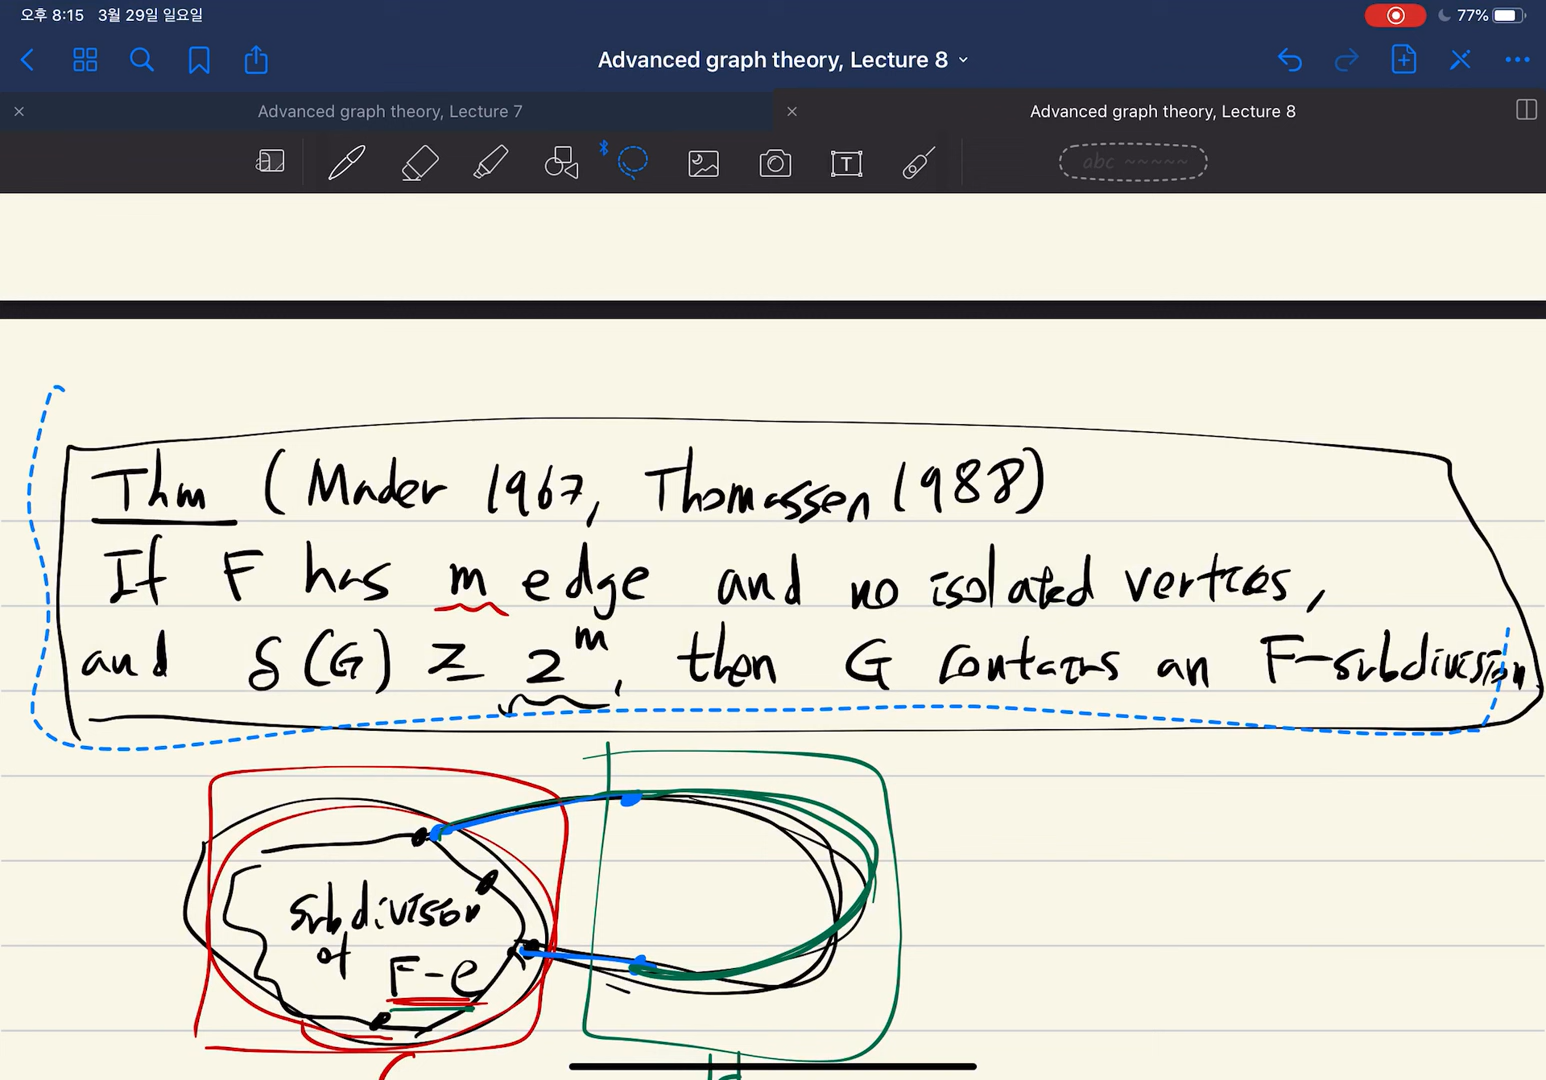 오후 8:15 3월 29일 일요일 77%
Advanced graph theory, Lecture 8
Advanced graph theory, Lecture 7 Advanced graph theory, Lecture 8
T abc
Thm (Mader 1967, Thomassen 1988)
If F has m edge and no isolated vertices,
and δ(G) ≥ 2^m, then G contains an F-subdivision
subdivison
of
F-e